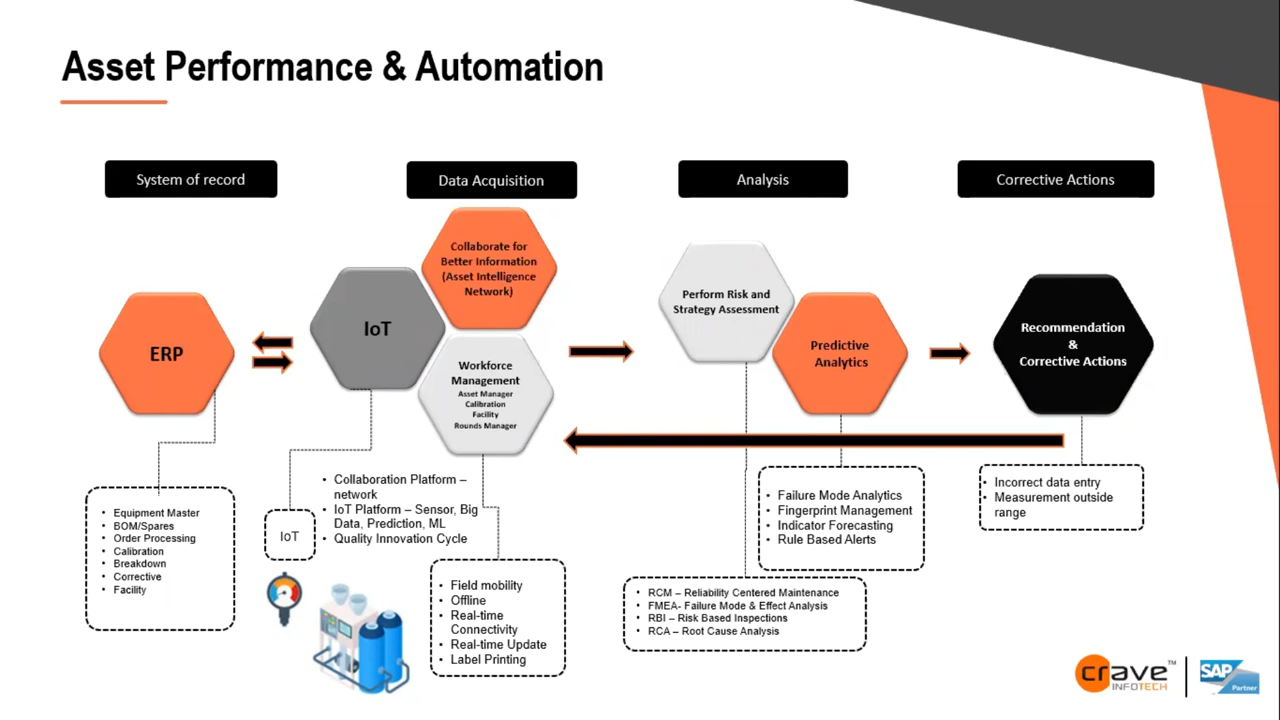 Asset Performance & Automation
System of record
Data Acquisition
Analysis
Corrective Actions
ERP
IoT
Collaborate for
Better Information
(Asset Intelligence
Network)
Workforce
Management
Asset Manager
Calibration
Facility
Rounds Manager
Perform Risk and
Strategy Assessment
Predictive
Analytics
Recommendation
&
Corrective Actions
• Equipment Master
• BOM/Spares
• Order Processing
• Calibration
• Breakdown
• Corrective
• Facility
IoT
• Collaboration Platform –
network
• IoT Platform – Sensor, Big
Data, Prediction, ML
• Quality Innovation Cycle
• Field mobility
• Offline
• Real-time
Connectivity
• Real-time Update
• Label Printing
• Failure Mode Analytics
• Fingerprint Management
• Indicator Forecasting
• Rule Based Alerts
• RCM – Reliability Centered Maintenance
• FMEA- Failure Mode & Effect Analysis
• RBI – Risk Based Inspections
• RCA – Root Cause Analysis
• Incorrect data entry
• Measurement outside
range
crave™
INFOTECH
SAP
Partner